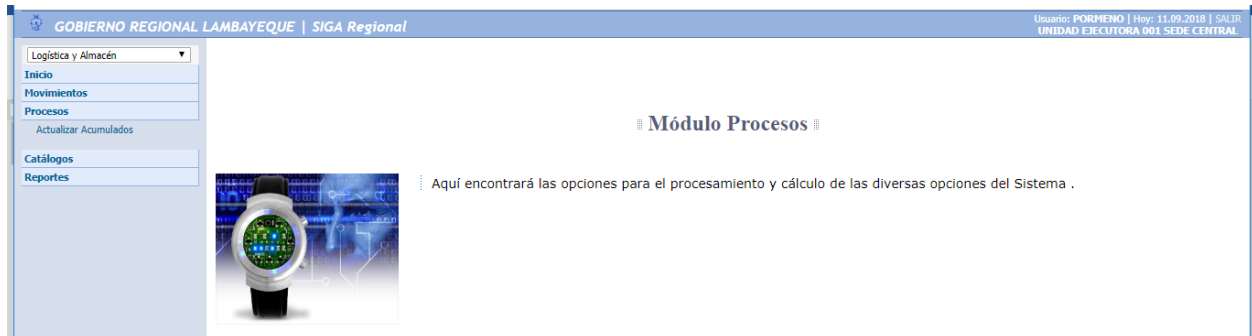 GOBIERNO REGIONAL LAMBAYEQUE | SIGA Regional
Usuario: PORMENO | Hoy: 11.09.2018 | SALIR
UNIDAD EJECUTORA 001 SEDE CENTRAL
Logística y Almacén
Inicio
Movimientos
Procesos
Actualizar Acumulados
Catálogos
Reportes
Módulo Procesos
Aquí encontrará las opciones para el procesamiento y cálculo de las diversas opciones del Sistema .